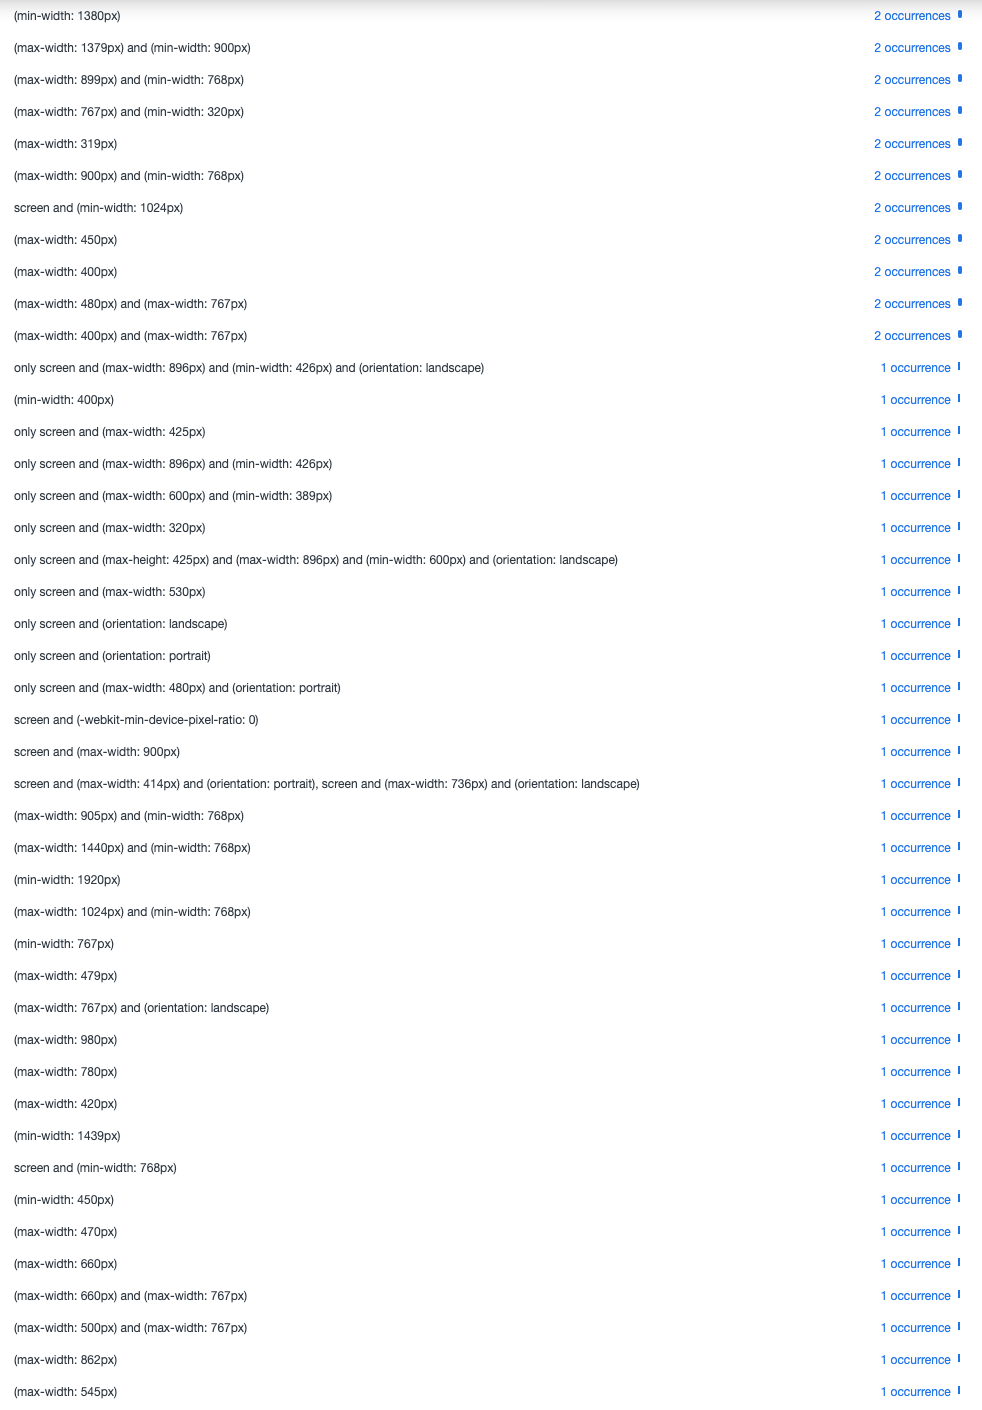 (min-width: 1380px) 2 occurrences
(max-width: 1379px) and (min-width: 900px) 2 occurrences
(max-width: 899px) and (min-width: 768px) 2 occurrences
(max-width: 767px) and (min-width: 320px) 2 occurrences
(max-width: 319px) 2 occurrences
(max-width: 900px) and (min-width: 768px) 2 occurrences
screen and (min-width: 1024px) 2 occurrences
(max-width: 450px) 2 occurrences
(max-width: 400px) 2 occurrences
(max-width: 480px) and (max-width: 767px) 2 occurrences
(max-width: 400px) and (max-width: 767px) 2 occurrences
only screen and (max-width: 896px) and (min-width: 426px) and (orientation: landscape) 1 occurrence
(min-width: 400px) 1 occurrence
only screen and (max-width: 425px) 1 occurrence
only screen and (max-width: 896px) and (min-width: 426px) 1 occurrence
only screen and (max-width: 600px) and (min-width: 389px) 1 occurrence
only screen and (max-width: 320px) 1 occurrence
only screen and (max-height: 425px) and (max-width: 896px) and (min-width: 600px) and (orientation: landscape) 1 occurrence
only screen and (max-width: 530px) 1 occurrence
only screen and (orientation: landscape) 1 occurrence
only screen and (orientation: portrait) 1 occurrence
only screen and (max-width: 480px) and (orientation: portrait) 1 occurrence
screen and (-webkit-min-device-pixel-ratio: 0) 1 occurrence
screen and (max-width: 900px) 1 occurrence
screen and (max-width: 414px) and (orientation: portrait), screen and (max-width: 736px) and (orientation: landscape) 1 occurrence
(max-width: 905px) and (min-width: 768px) 1 occurrence
(max-width: 1440px) and (min-width: 768px) 1 occurrence
(min-width: 1920px) 1 occurrence
(max-width: 1024px) and (min-width: 768px) 1 occurrence
(min-width: 767px) 1 occurrence
(max-width: 479px) 1 occurrence
(max-width: 767px) and (orientation: landscape) 1 occurrence
(max-width: 980px) 1 occurrence
(max-width: 780px) 1 occurrence
(max-width: 420px) 1 occurrence
(min-width: 1439px) 1 occurrence
screen and (min-width: 768px) 1 occurrence
(min-width: 450px) 1 occurrence
(max-width: 470px) 1 occurrence
(max-width: 660px) 1 occurrence
(max-width: 660px) and (max-width: 767px) 1 occurrence
(max-width: 500px) and (max-width: 767px) 1 occurrence
(max-width: 862px) 1 occurrence
(max-width: 545px) 1 occurrence